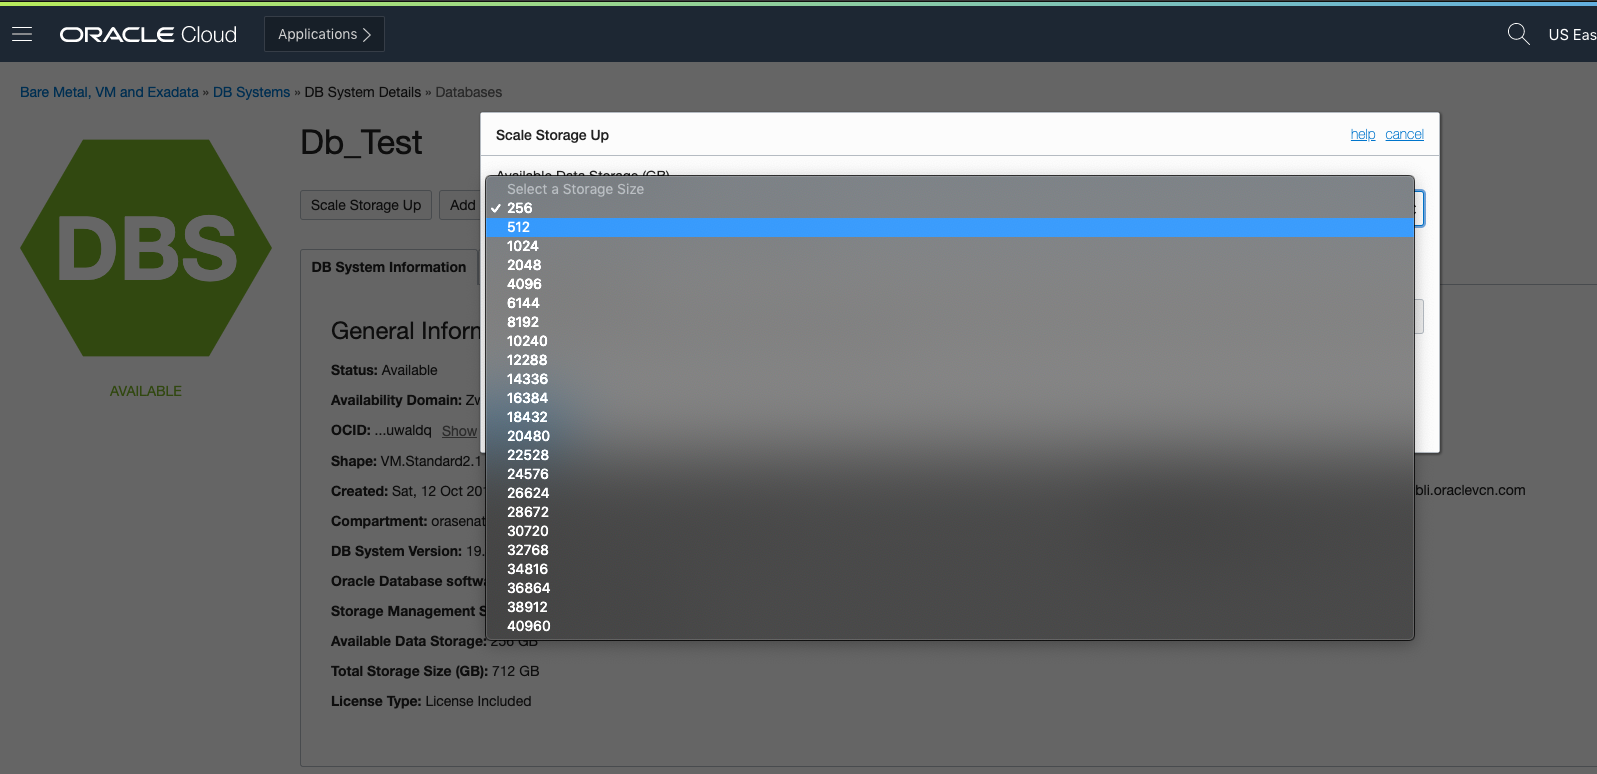 ORACLE Cloud Applications US Eas
Bare Metal, VM and Exadata » DB Systems » DB System Details » Databases
DBS
AVAILABLE
Db_Test
Scale Storage Up Add
DB System Information
General Inform
Status: Available
Availability Domain: Zw
OCID: ...uwaldq Show
Shape: VM.Standard2.1
Created: Sat, 12 Oct 201
Compartment: orasenat
DB System Version: 19.
Oracle Database softwa
Storage Management S
Available Data Storage: 256 GB
Total Storage Size (GB): 712 GB
License Type: License Included
Scale Storage Up help cancel
Available Data Storage (GB)
Select a Storage Size
✓ 256
512
1024
2048
4096
6144
8192
10240
12288
14336
16384
18432
20480
22528
24576
26624
28672
30720
32768
34816
36864
38912
40960
bli.oraclevcn.com